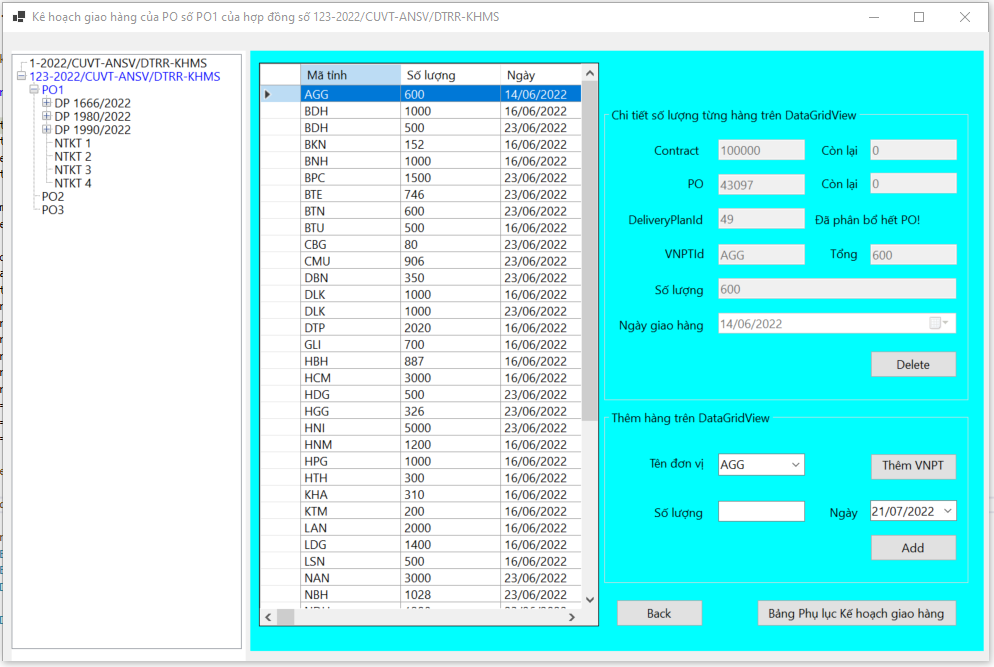 Kê hoạch giao hàng của PO số PO1 của hợp đồng số 123-2022/CUVT-ANSV/DTRR-KHMS
1-2022/CUVT-ANSV/DTRR-KHMS
123-2022/CUVT-ANSV/DTRR-KHMS
PO1
DP 1666/2022
DP 1980/2022
DP 1990/2022
NTKT 1
NTKT 2
NTKT 3
NTKT 4
PO2
PO3
Mã tỉnh Số lượng Ngày
AGG 600 14/06/2022
BDH 1000 16/06/2022
BDH 500 23/06/2022
BKN 152 16/06/2022
BNH 1000 16/06/2022
BPC 1500 23/06/2022
BTE 746 23/06/2022
BTN 600 23/06/2022
BTU 500 16/06/2022
CBG 80 23/06/2022
CMU 906 23/06/2022
DBN 350 23/06/2022
DLK 1000 16/06/2022
DLK 1000 23/06/2022
DTP 2020 16/06/2022
GLI 700 16/06/2022
HBH 887 16/06/2022
HCM 3000 16/06/2022
HDG 500 23/06/2022
HGG 326 23/06/2022
HNI 5000 23/06/2022
HNM 1200 16/06/2022
HPG 1000 16/06/2022
HTH 300 16/06/2022
KHA 310 16/06/2022
KTM 200 16/06/2022
LAN 2000 16/06/2022
LDG 1400 16/06/2022
LSN 500 16/06/2022
NAN 3000 23/06/2022
NBH 1028 23/06/2022
Chi tiết số lượng từng hàng trên DataGridView
Contract 100000 Còn lại 0
PO 43097 Còn lại 0
DeliveryPlanId 49 Đã phân bổ hết PO!
VNPTId AGG Tổng 600
Số lượng 600
Ngày giao hàng 14/06/2022
Delete
Thêm hàng trên DataGridView
Tên đơn vị AGG Thêm VNPT
Số lượng Ngày 21/07/2022
Add
Back Bảng Phụ lục Kế hoạch giao hàng